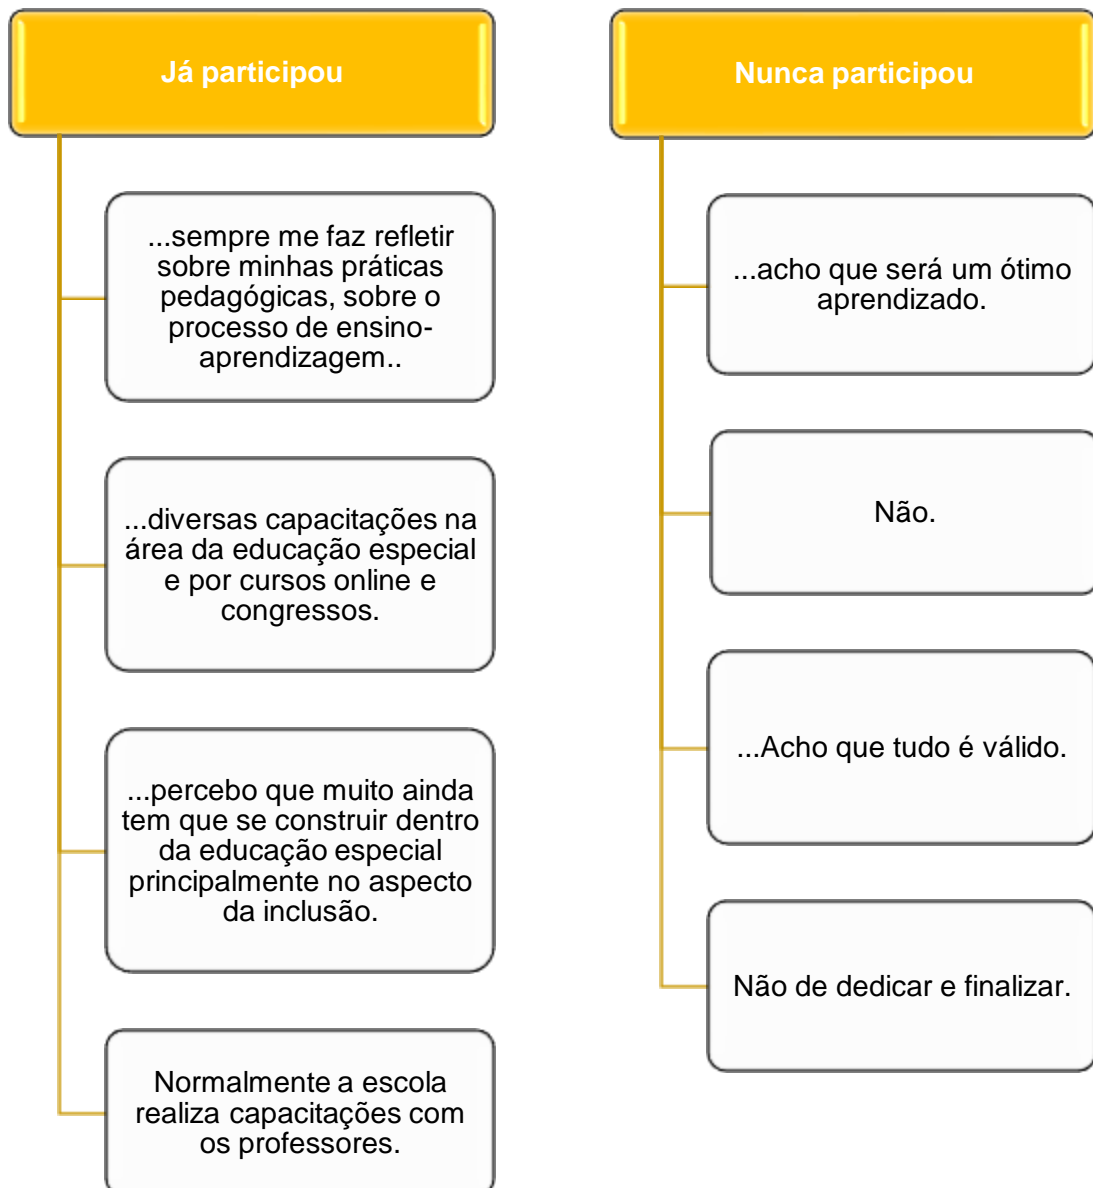 Já participou
...sempre me faz refletir
sobre minhas práticas
pedagógicas, sobre o
processo de ensino-
aprendizagem..
...diversas capacitações na
área da educação especial
e por cursos online e
congressos.
...percebo que muito ainda
tem que se construir dentro
da educação especial
principalmente no aspecto
da inclusão.
Normalmente a escola
realiza capacitações com
os professores.
Nunca participou
...acho que será um ótimo
aprendizado.
Não.
...Acho que tudo é válido.
Não de dedicar e finalizar.